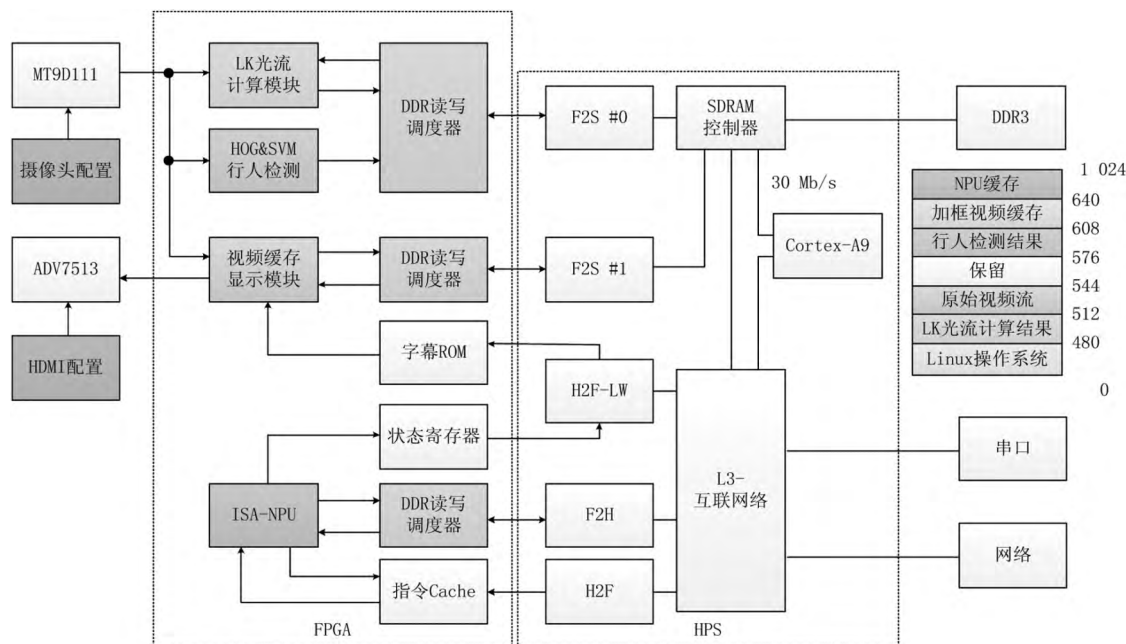 MT9D111
摄像头配置
ADV7513
HDMI配置
LK光流
计算模块
HOG&SVM
行人检测
DDR读写
调度器
视频缓存
显示模块
DDR读写
调度器
字幕ROM
状态寄存器
ISA-NPU
DDR读写
调度器
指令Cache
FPGA
F2S #0
F2S #1
H2F-LW
F2H
H2F
SDRAM
控制器
30 Mb/s
Cortex-A9
L3-
互联网络
HPS
DDR3
1 024
NPU缓存
640
加框视频缓存
608
行人检测结果
576
保留
544
原始视频流
512
LK光流计算结果
480
Linux操作系统
0
串口
网络